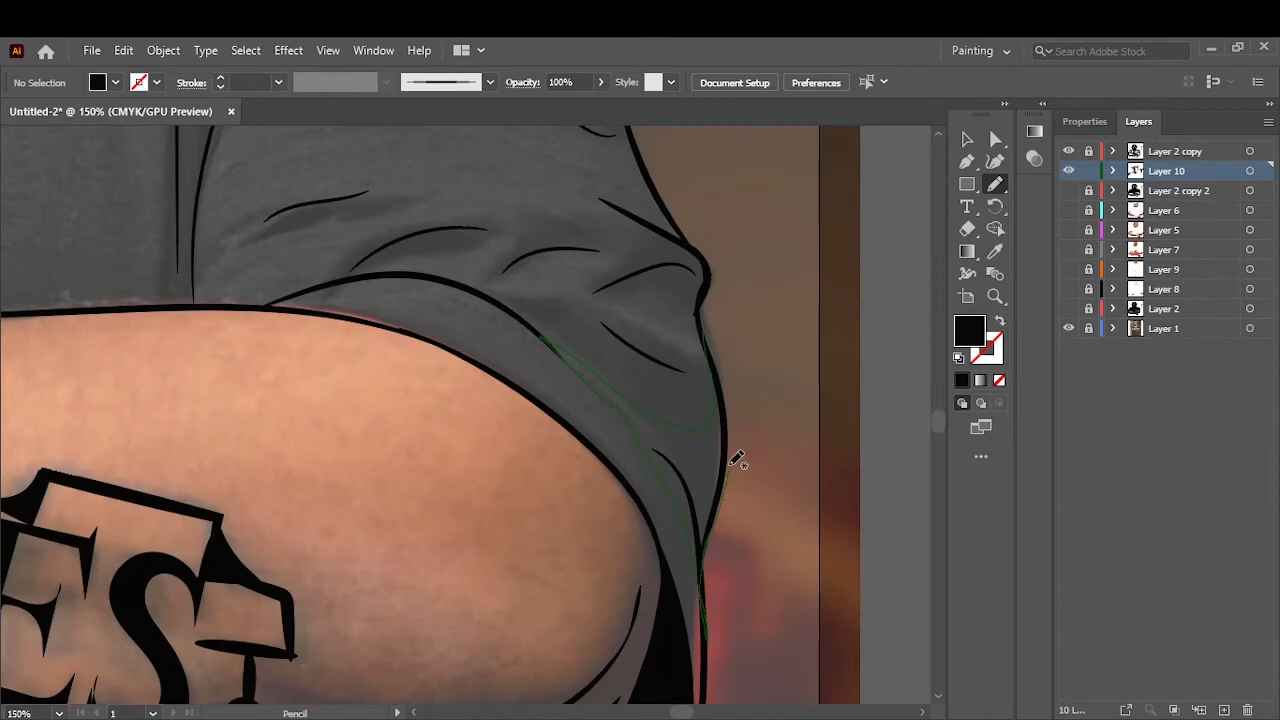 Ai File Edit Object Type Select Effect View Window Help Painting Search Adobe Stock
No Selection Stroke: Opacity: 100% Style: Document Setup Preferences
Untitled-2* @ 150% (CMYK/GPU Preview)
Properties Layers
Layer 2 copy
Layer 10
Layer 2 copy 2
Layer 6
Layer 5
Layer 7
Layer 9
Layer 8
Layer 2
Layer 1
ES
150% 1 Pencil 10 L...